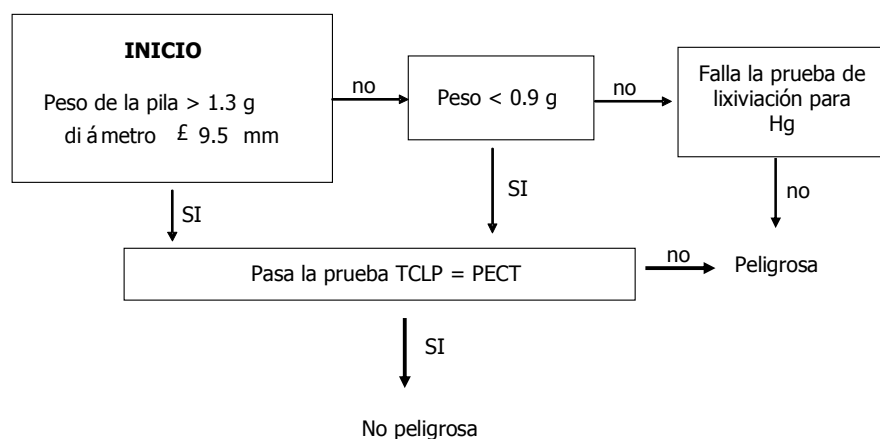 INICIO
Peso de la pila > 1.3 g
di á metro £ 9.5 mm
no
Peso < 0.9 g
no
Falla la prueba de
lixiviación para
Hg
SI
SI
no
Pasa la prueba TCLP = PECT
no
Peligrosa
SI
No peligrosa